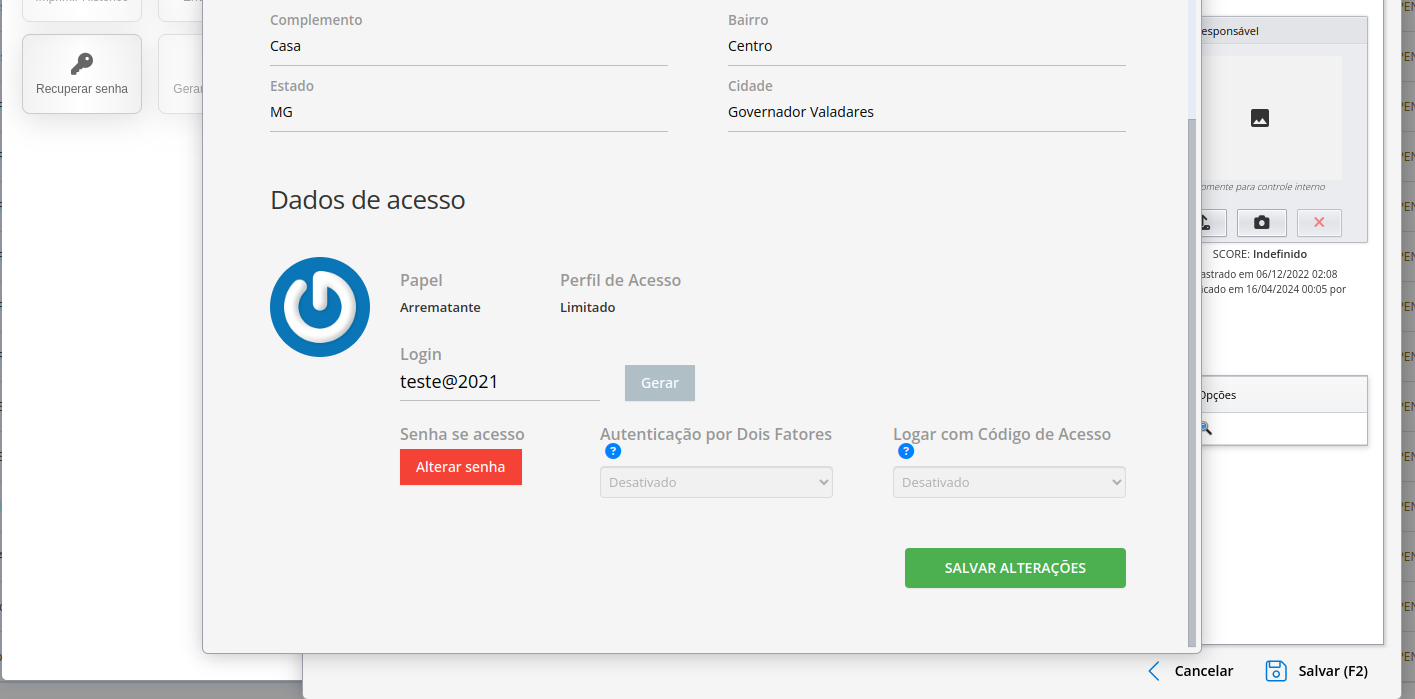 Imprimir Histórico
Recuperar senha
Gerar
Complemento
Casa
Bairro
Centro
Estado
MG
Cidade
Governador Valadares
Dados de acesso
Papel
Arrematante
Perfil de Acesso
Limitado
Login
teste@2021
Gerar
Senha se acesso
Alterar senha
Autenticação por Dois Fatores
?
Desativado
Logar com Código de Acesso
?
Desativado
SALVAR ALTERAÇÕES
esponsável
omente para controle interno
SCORE: Indefinido
astrado em 06/12/2022 02:08
icado em 16/04/2024 00:05 por
Opções
Cancelar
Salvar (F2)